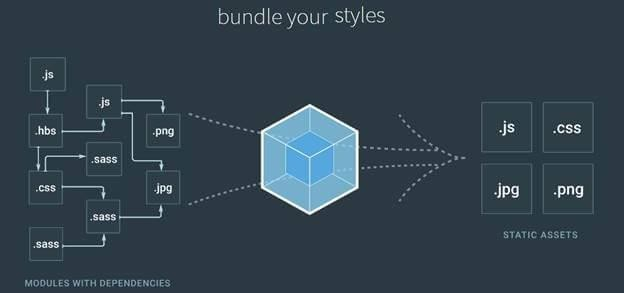 bundle your styles
.js
.js
.hbs
.png
.sass
.css
.jpg
.sass
.sass
MODULES WITH DEPENDENCIES
.js
.css
.jpg
.png
STATIC ASSETS